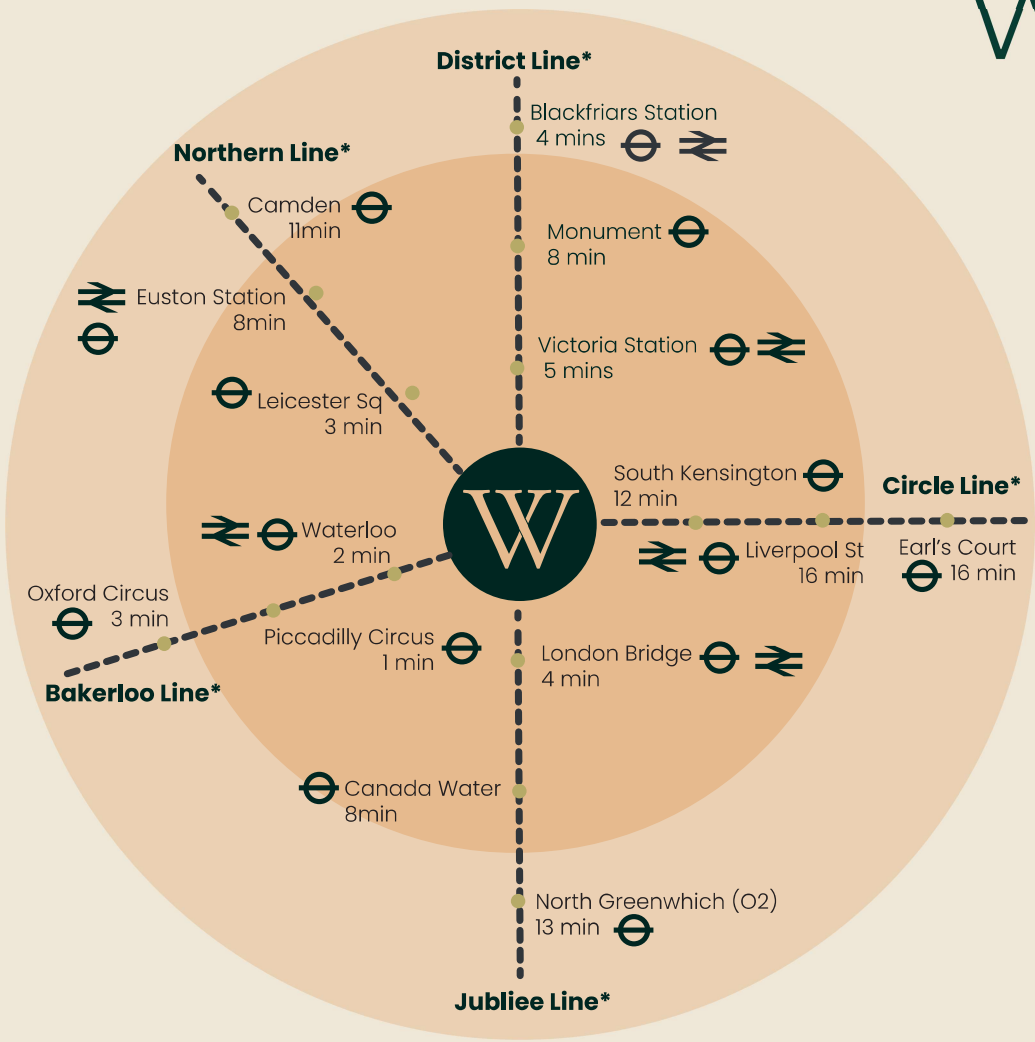 W
District Line*
Blackfriars Station
4 mins
Northern Line*
Camden
11min
Monument
8 min
Euston Station
8min
Victoria Station
5 mins
Leicester Sq
3 min
South Kensington
12 min
Circle Line*
W
Waterloo
2 min
Liverpool St
16 min
Earl's Court
16 min
Oxford Circus
3 min
Piccadilly Circus
1 min
London Bridge
4 min
Bakerloo Line*
Canada Water
8min
North Greenwhich (O2)
13 min
Jubliee Line*